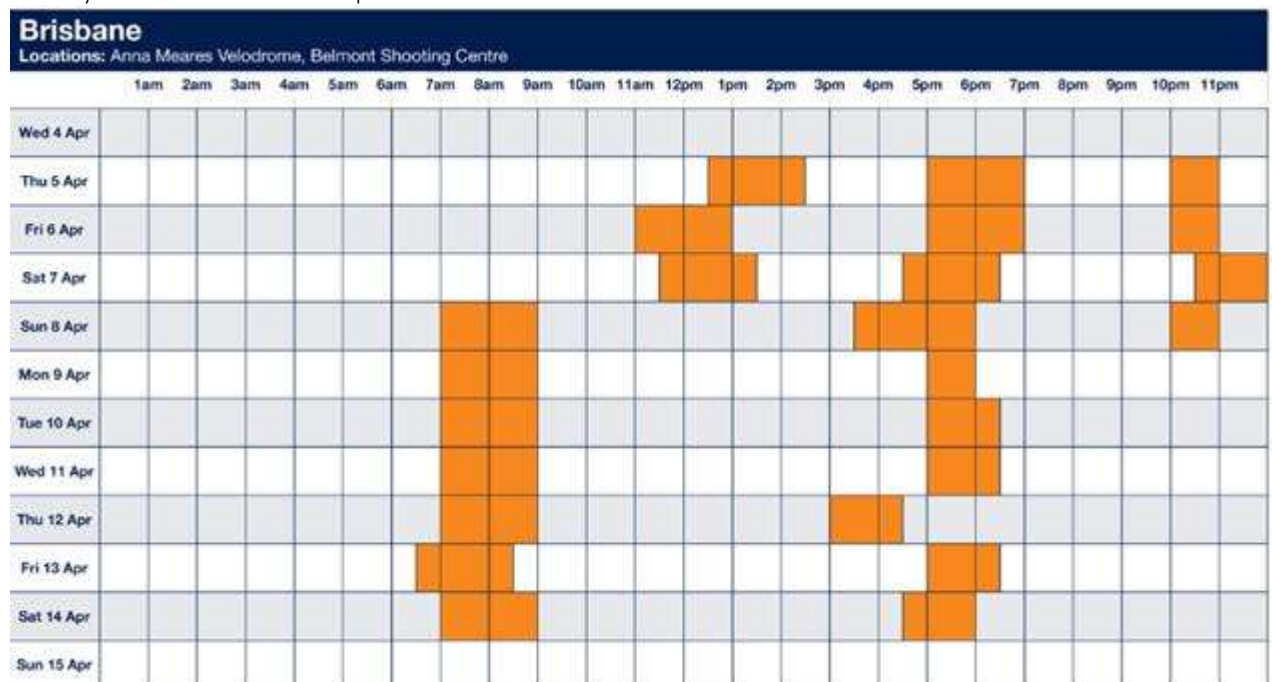 Brisbane
Locations: Anna Meares Velodrome, Belmont Shooting Centre
1am 2am 3am 4am 5am 6am 7am 8am 9am 10am 11am 12pm 1pm 2pm 3pm 4pm 5pm 6pm 7pm 8pm 9pm 10pm 11pm
Wed 4 Apr
Thu 5 Apr
Fri 6 Apr
Sat 7 Apr
Sun 8 Apr
Mon 9 Apr
Tue 10 Apr
Wed 11 Apr
Thu 12 Apr
Fri 13 Apr
Sat 14 Apr
Sun 15 Apr